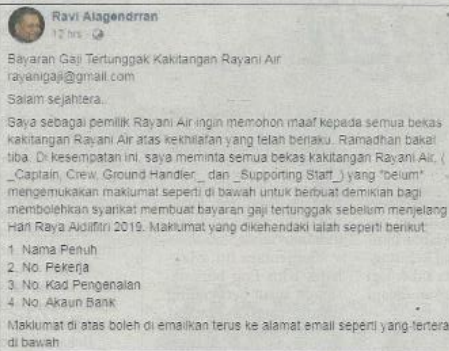 Ravi Alagendrran
12 hrs
Bayaran Gaji Tertunggak Kakitangan Rayani Air
rayanigaji@gmail.com
Salam sejahtera..
Saya sebagai pemilik Rayani Air ingin memohon maaf kepada semua bekas
kakitangan Rayani Air atas kekhilafan yang telah berlaku. Ramadhan bakal
tiba. Di kesempatan ini, saya meminta semua bekas kakitangan Rayani Air, (
_Captain, Crew, Ground Handler_ dan _Supporting Staff_) yang *belum*
mengemukakan maklumat seperti di bawah untuk berbuat demikian bagi
membolehkan syarikat membuat bayaran gaji tertunggak sebelum menjelang
Hari Raya Aidilfitri 2019. Maklumat yang dikehendaki ialah seperti berikut:
1. Nama Penuh
2. No. Pekerja
3. No. Kad Pengenalan
4. No. Akaun Bank
Maklumat di atas boleh di emailkan terus ke alamat email seperti yang tertera
di bawah